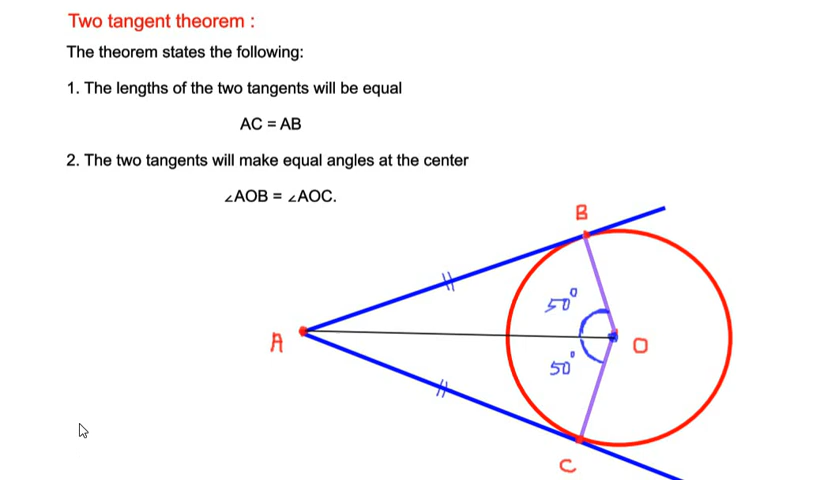 Two tangent theorem :
The theorem states the following:
1. The lengths of the two tangents will be equal
AC = AB
2. The two tangents will make equal angles at the center
∠AOB = ∠AOC.
B
50°
A
O
50°
C